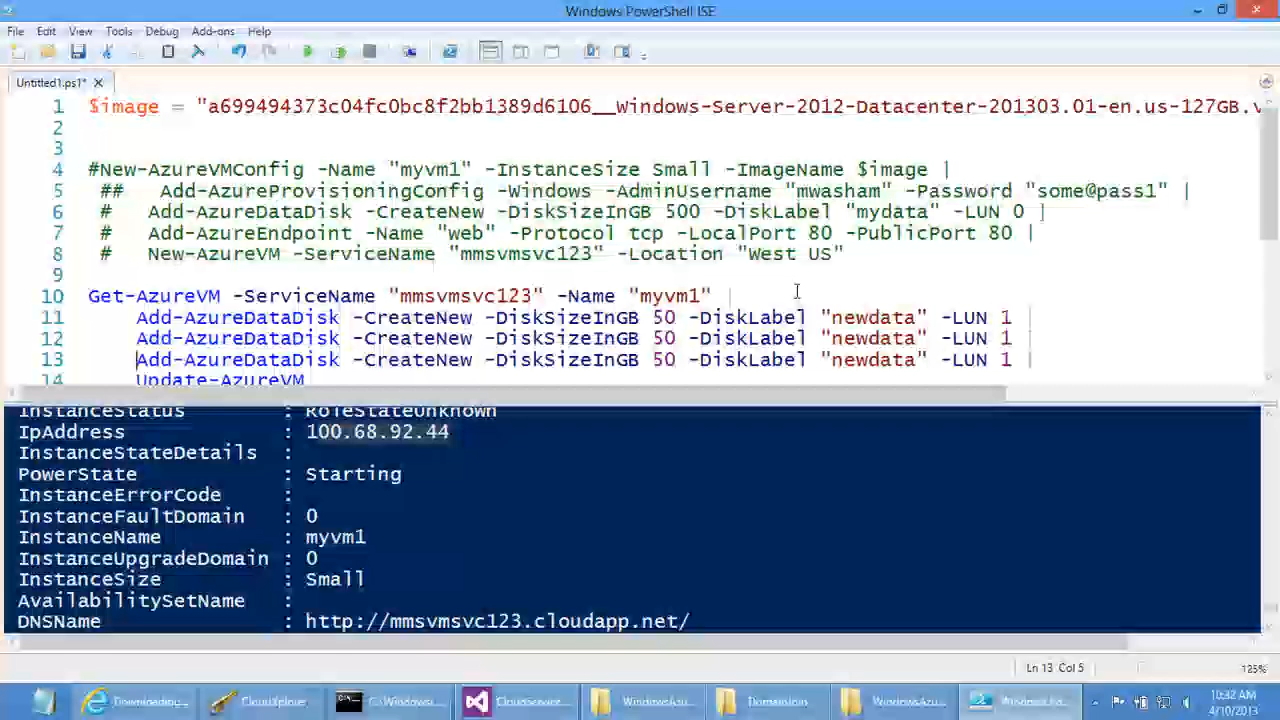 Windows PowerShell ISE
File Edit View Tools Debug Add-ons Help
Untitled1.ps1*
1 $image = "a699494373c04fc0bc8f2bb1389d6106__Windows-Server-2012-Datacenter-201303.01-en.us-127GB.v
2
3
4 #New-AzureVMConfig -Name "myvm1" -InstanceSize Small -ImageName $image |
5 ## Add-AzureProvisioningConfig -Windows -AdminUsername "mwasham" -Password "some@pass1" |
6 # Add-AzureDataDisk -CreateNew -DiskSizeInGB 500 -DiskLabel "mydata" -LUN 0 |
7 # Add-AzureEndpoint -Name "web" -Protocol tcp -LocalPort 80 -PublicPort 80 |
8 # New-AzureVM -ServiceName "mmsvmsvc123" -Location "West US"
9
10 Get-AzureVM -ServiceName "mmsvmsvc123" -Name "myvm1" |
11 Add-AzureDataDisk -CreateNew -DiskSizeInGB 50 -DiskLabel "newdata" -LUN 1 |
12 Add-AzureDataDisk -CreateNew -DiskSizeInGB 50 -DiskLabel "newdata" -LUN 1 |
13 Add-AzureDataDisk -CreateNew -DiskSizeInGB 50 -DiskLabel "newdata" -LUN 1 |
14 Update-AzureVM
InstanceStatus : RoleStateUnknown
IpAddress : 100.68.92.44
InstanceStateDetails :
PowerState : Starting
InstanceErrorCode :
InstanceFaultDomain : 0
InstanceName : myvm1
InstanceUpgradeDomain : 0
InstanceSize : Small
AvailabilitySetName :
DNSName : http://mmsvmsvc123.cloudapp.net/
Ln 13 Col 5 125%
Downloading... CloudXplorer C:\Windows... Cloudserver... WindowsAzu... DomainJoin WindowsAzu... 10:32 AM
4/10/2013